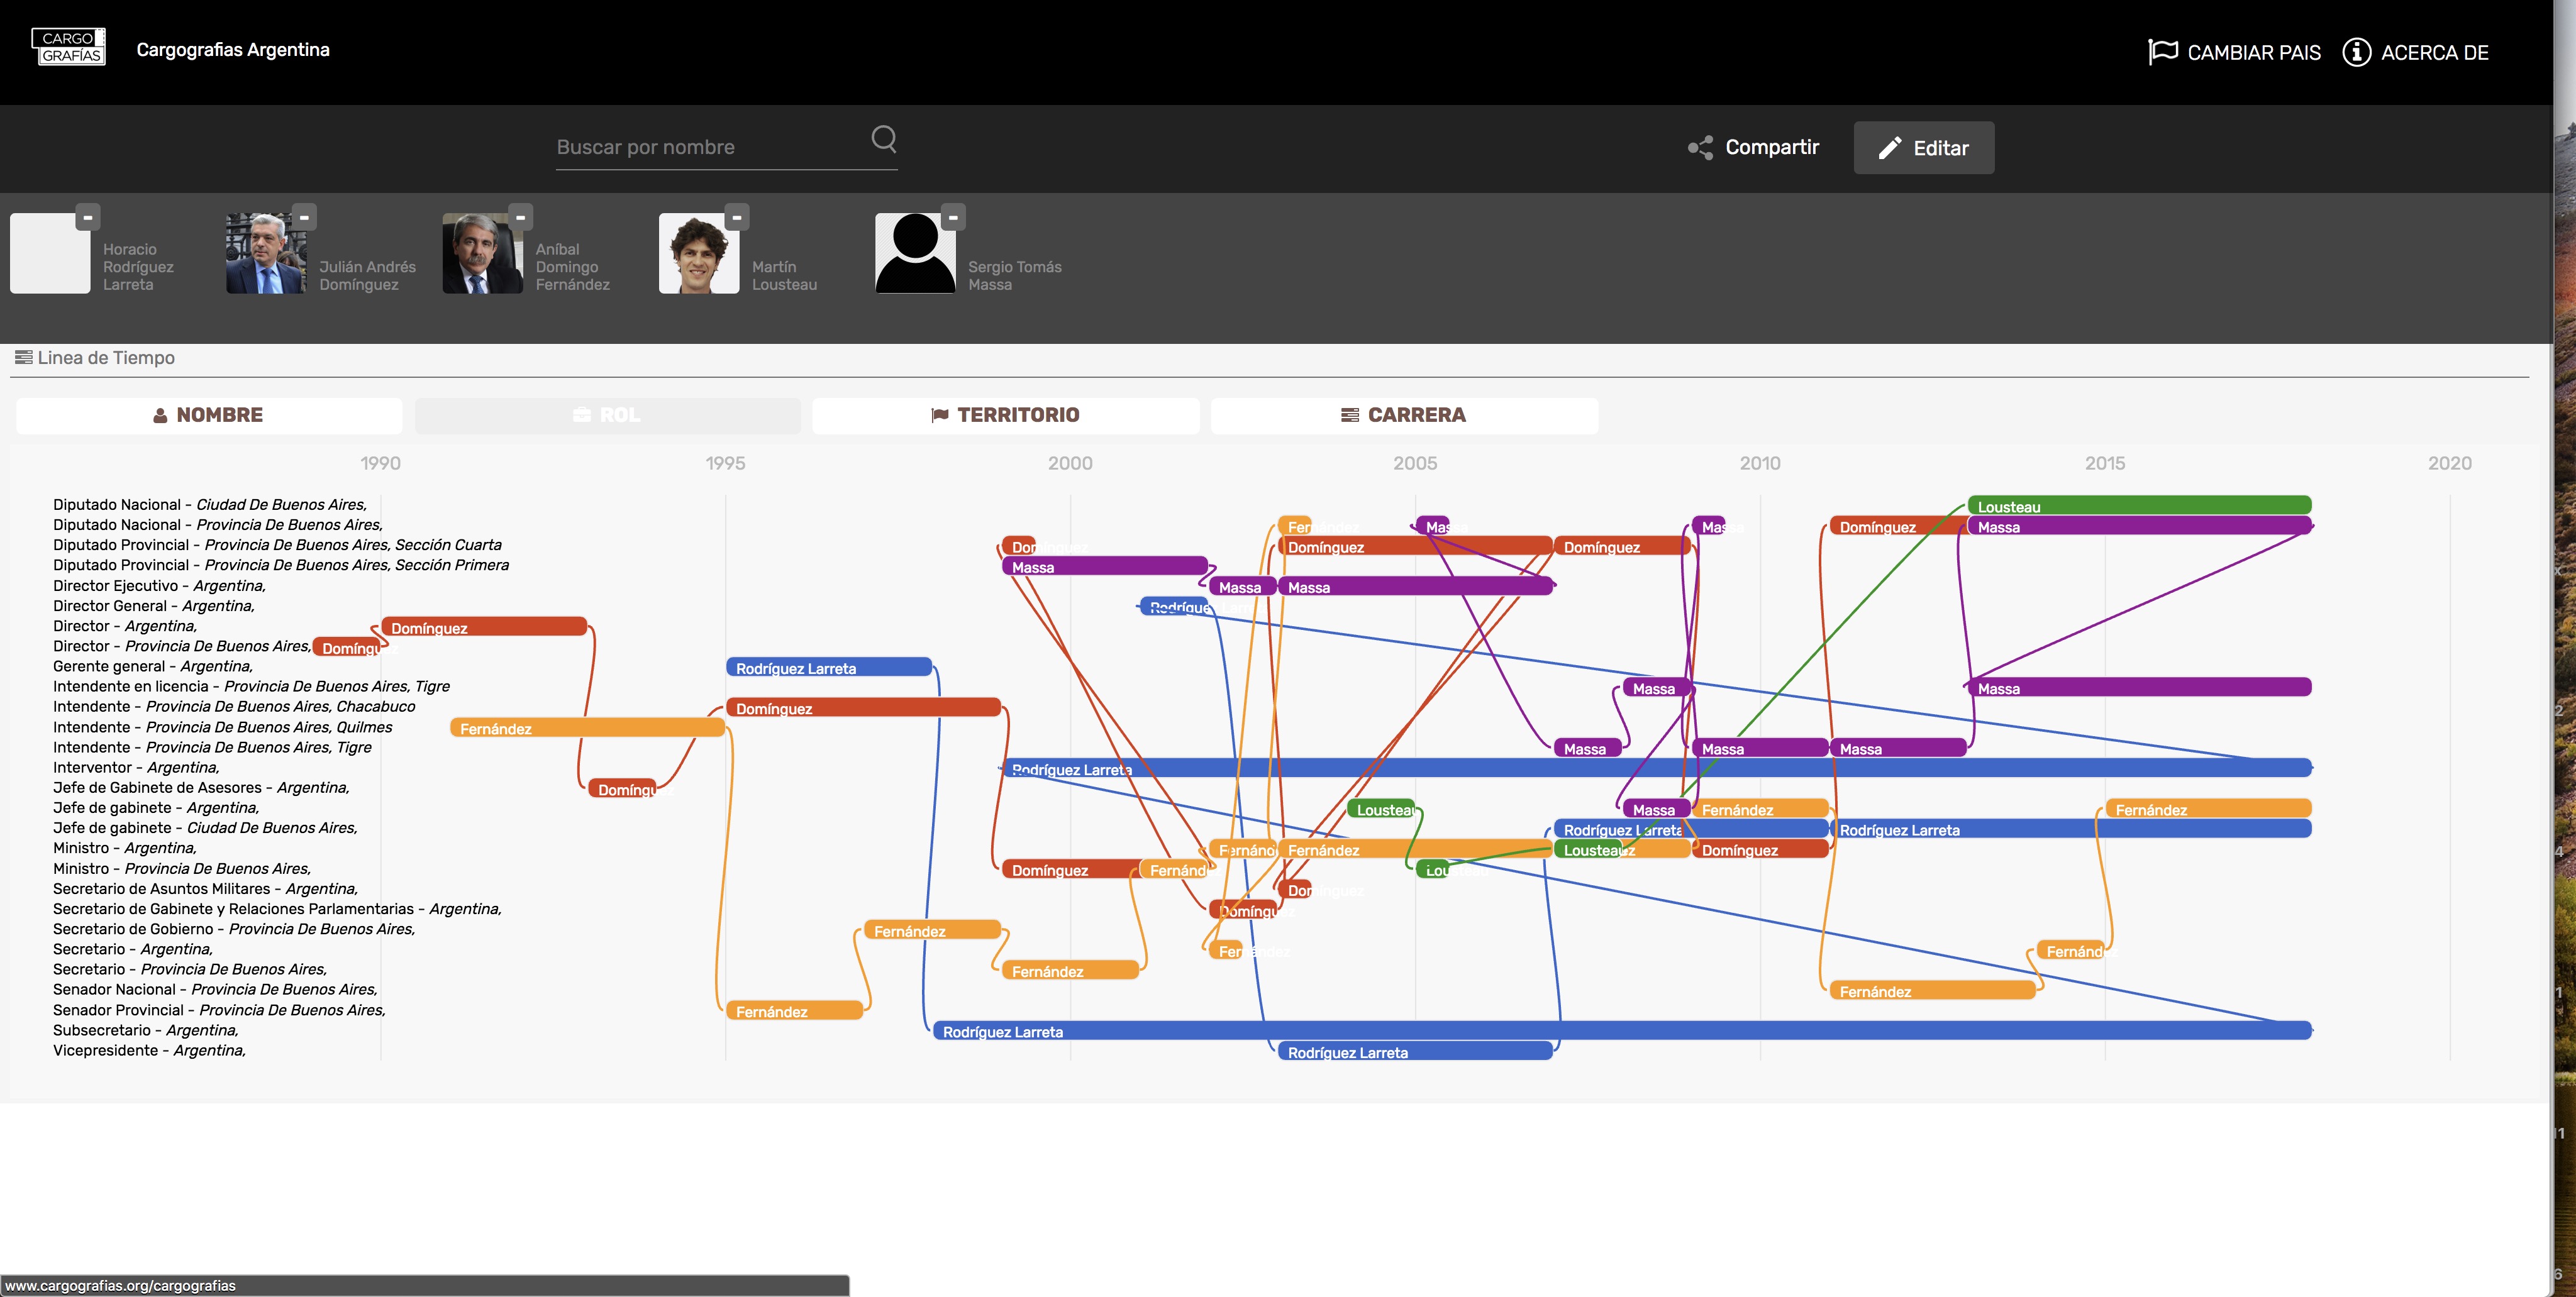 CARGO
GRAFÍAS
Cargografias Argentina
CAMBIAR PAIS
ACERCA DE
Buscar por nombre
Compartir
Editar
Horacio
Rodríguez
Larreta
Julián Andrés
Domínguez
Aníbal
Domingo
Fernández
Martín
Lousteau
Sergio Tomás
Massa
Linea de Tiempo
NOMBRE
ROL
TERRITORIO
CARRERA
1990 1995 2000 2005 2010 2015 2020
Diputado Nacional - Ciudad De Buenos Aires, Lousteau
Diputado Nacional - Provincia De Buenos Aires, Fernández Massa Massa Domínguez Massa
Diputado Provincial - Provincia De Buenos Aires, Sección Cuarta Domínguez Domínguez Domínguez
Diputado Provincial - Provincia De Buenos Aires, Sección Primera Massa
Director Ejecutivo - Argentina, Massa Massa
Director General - Argentina, Rodríguez Larreta
Director - Argentina, Domínguez
Director - Provincia De Buenos Aires, Domínguez
Gerente general - Argentina, Rodríguez Larreta
Intendente en licencia - Provincia De Buenos Aires, Tigre Massa Massa
Intendente - Provincia De Buenos Aires, Chacabuco Domínguez
Intendente - Provincia De Buenos Aires, Quilmes Fernández
Intendente - Provincia De Buenos Aires, Tigre Massa Massa Massa
Interventor - Argentina, Rodríguez Larreta
Jefe de Gabinete de Asesores - Argentina, Domíngu
Jefe de gabinete - Argentina, Lousteau Massa Fernández Fernández
Jefe de gabinete - Ciudad De Buenos Aires, Rodríguez Larreta Rodríguez Larreta
Ministro - Argentina, Fernánd Fernández Lousteau Domínguez
Ministro - Provincia De Buenos Aires, Domínguez Fernánd Lousteau
Secretario de Asuntos Militares - Argentina, Domínguez
Secretario de Gabinete y Relaciones Parlamentarias - Argentina, Domínguez
Secretario de Gobierno - Provincia De Buenos Aires, Fernández
Secretario - Argentina, Fernández Fernández
Secretario - Provincia De Buenos Aires, Fernández
Senador Nacional - Provincia De Buenos Aires, Fernández
Senador Provincial - Provincia De Buenos Aires, Fernández
Subsecretario - Argentina, Rodríguez Larreta
Vicepresidente - Argentina, Rodríguez Larreta
www.cargografias.org/cargografias